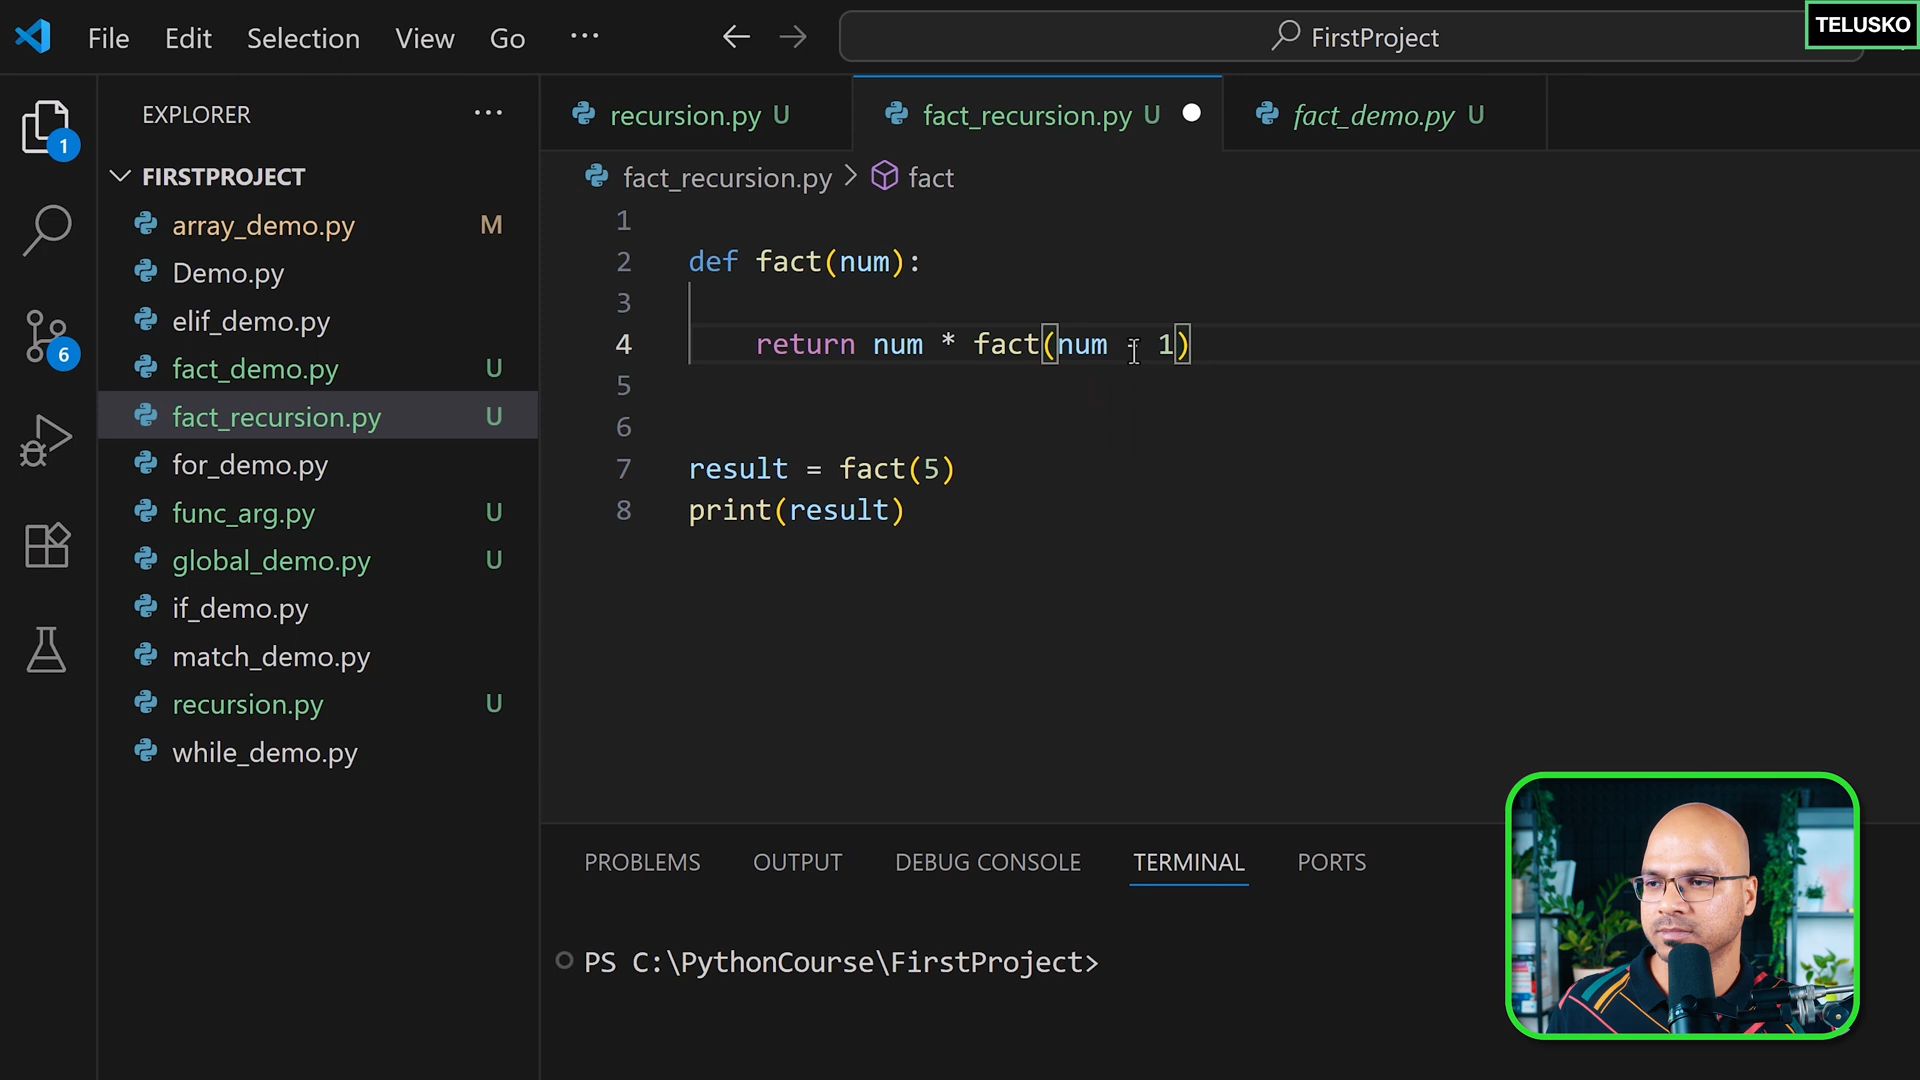 File Edit Selection View Go ...
FirstProject
TELUSKO
EXPLORER ...
recursion.py U
fact_recursion.py U
fact_demo.py U
FIRSTPROJECT
fact_recursion.py > fact
array_demo.py M
Demo.py
elif_demo.py
fact_demo.py U
fact_recursion.py U
for_demo.py
func_arg.py U
global_demo.py U
if_demo.py
match_demo.py
recursion.py U
while_demo.py
1
6
1
2 def fact(num):
3
4 return num * fact(num - 1)
5
6
7 result = fact(5)
8 print(result)
PROBLEMS OUTPUT DEBUG CONSOLE TERMINAL PORTS
PS C:\PythonCourse\FirstProject>